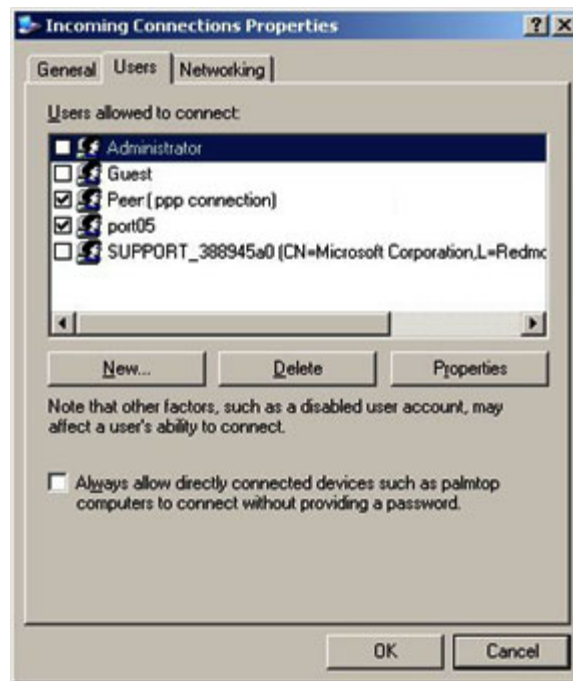 Incoming Connections Properties
General Users Networking
Users allowed to connect:
Administrator
Guest
Peer ( ppp connection)
port05
SUPPORT_388945a0 (CN=Microsoft Corporation,L=Redmo
New... Delete Properties
Note that other factors, such as a disabled user account, may
affect a user's ability to connect.
Always allow directly connected devices such as palmtop
computers to connect without providing a password.
OK Cancel